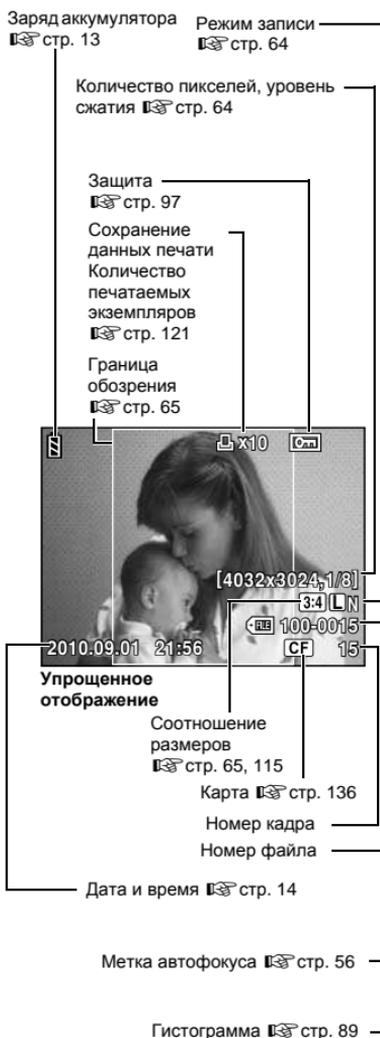 Заряд аккумулятора
☞ стр. 13
Режим записи
☞ стр. 64
Количество пикселей, уровень
сжатия ☞ стр. 64
Защита
☞ стр. 97
Сохранение
данных печати
Количество
печатаемых
экземпляров
☞ стр. 121
Граница
обозрения
☞ стр. 65
x10
[4032x3024,1/8]
3:4 L N
FILE 100-0015
2010.09.01 21:56 CF 15
Упрощенное
отображение
Соотношение
размеров
☞ стр. 65, 115
Карта ☞ стр. 136
Номер кадра
Номер файла
Дата и время ☞ стр. 14
Метка автофокуса ☞ стр. 56
Гистограмма ☞ стр. 89